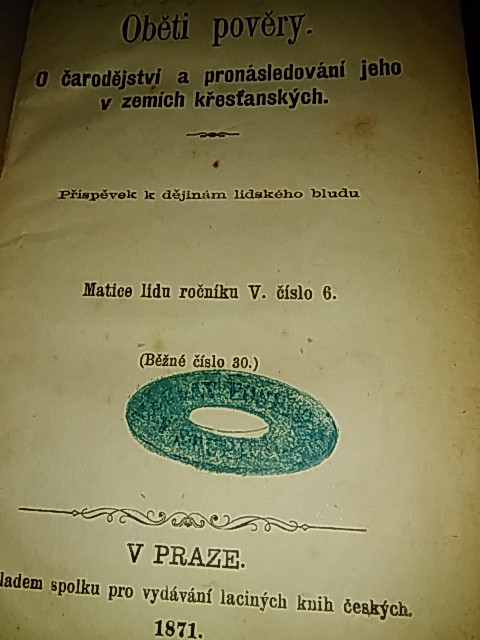 Oběti pověry.
O čarodějství a pronásledování jeho
v zemích křesťanských.
Příspěvek k dějinám lidského bludu
Matice lidu ročníku V. číslo 6.
(Běžné číslo 30.)
V PRAZE.
ladem spolku pro vydávání laciných knih českých.
1871.